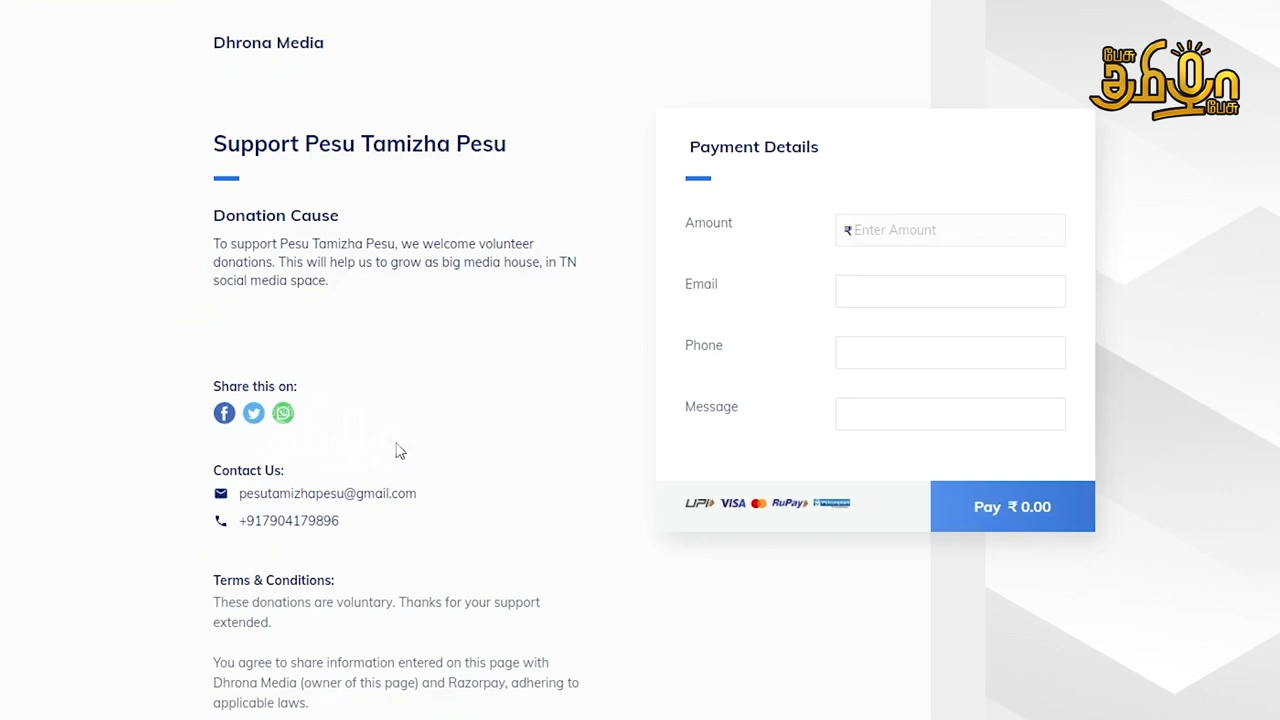 Dhrona Media
பேசு
தமிழா
பேசு
Support Pesu Tamizha Pesu
Donation Cause
To support Pesu Tamizha Pesu, we welcome volunteer
donations. This will help us to grow as big media house, in TN
social media space.
Share this on:
Contact Us:
pesutamizhapesu@gmail.com
+917904179896
Terms & Conditions:
These donations are voluntary. Thanks for your support
extended.
You agree to share information entered on this page with
Dhrona Media (owner of this page) and Razorpay, adhering to
applicable laws.
Payment Details
Amount
₹ Enter Amount
Email
Phone
Message
UPI VISA RuPay
Pay ₹ 0.00